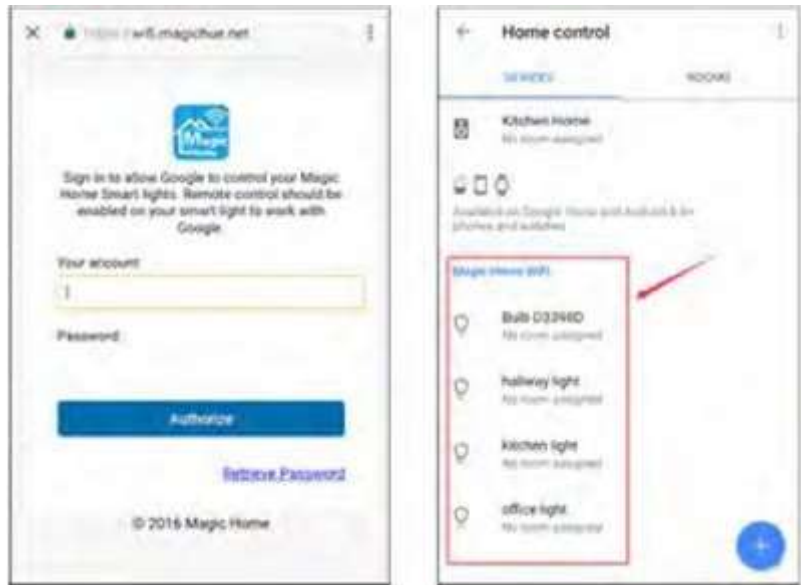 wifi.magichue.net
Magic
Sign in to allow Google to control your Magic
Home Smart lights. Remote control should be
enabled on your smart light to work with
Google
Your account
Password
Authorize
Retrieve Password
© 2016 Magic Home
Home control
DEVICES
ROOMS
Kitchen Home
No room assigned
Available on Google Home and Android 6.0+
phones and watches
Magic Home WiFi
Bulb
No room assigned
hallway light
No room assigned
kitchen light
No room assigned
office light
No room assigned